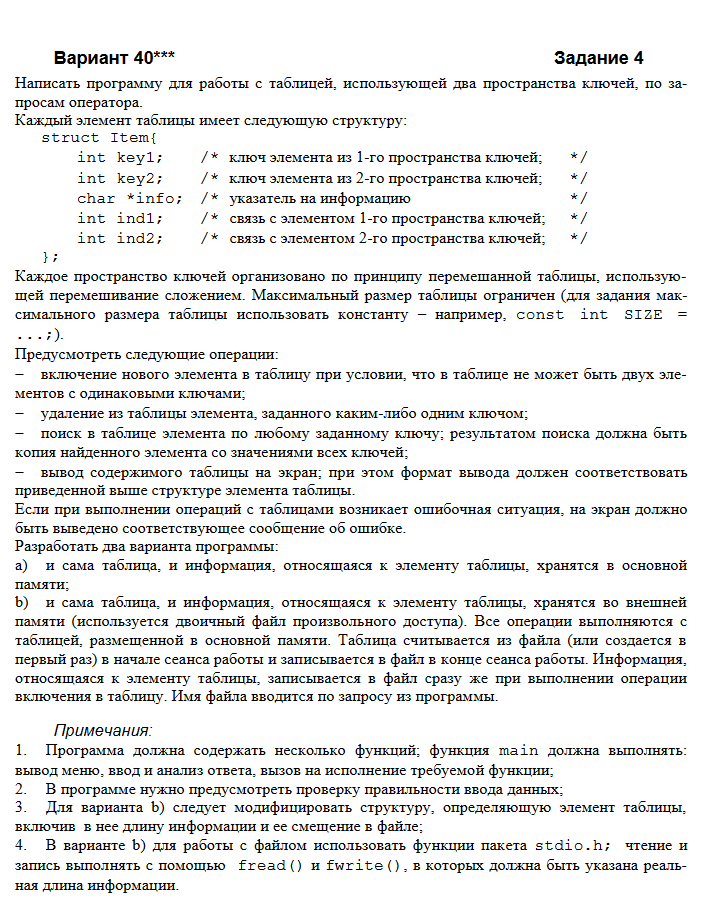 Вариант 40*** Задание 4
Написать программу для работы с таблицей, использующей два пространства ключей, по за-
просам оператора.
Каждый элемент таблицы имеет следующую структуру:
struct Item{
int key1; /* ключ элемента из 1-го пространства ключей; */
int key2; /* ключ элемента из 2-го пространства ключей; */
char *info; /* указатель на информацию */
int ind1; /* связь с элементом 1-го пространства ключей; */
int ind2; /* связь с элементом 2-го пространства ключей; */
};
Каждое пространство ключей организовано по принципу перемешанной таблицы, использую-
щей перемешивание сложением. Максимальный размер таблицы ограничен (для задания мак-
симального размера таблицы использовать константу – например, const int SIZE =
...;).
Предусмотреть следующие операции:
– включение нового элемента в таблицу при условии, что в таблице не может быть двух эле-
ментов с одинаковыми ключами;
– удаление из таблицы элемента, заданного каким-либо одним ключом;
– поиск в таблице элемента по любому заданному ключу; результатом поиска должна быть
копия найденного элемента со значениями всех ключей;
– вывод содержимого таблицы на экран; при этом формат вывода должен соответствовать
приведенной выше структуре элемента таблицы.
Если при выполнении операций с таблицами возникает ошибочная ситуация, на экран должно
быть выведено соответствующее сообщение об ошибке.
Разработать два варианта программы:
a) и сама таблица, и информация, относящаяся к элементу таблицы, хранятся в основной
памяти;
b) и сама таблица, и информация, относящаяся к элементу таблицы, хранятся во внешней
памяти (используется двоичный файл произвольного доступа). Все операции выполняются с
таблицей, размещенной в основной памяти. Таблица считывается из файла (или создается в
первый раз) в начале сеанса работы и записывается в файл в конце сеанса работы. Информация,
относящаяся к элементу таблицы, записывается в файл сразу же при выполнении операции
включения в таблицу. Имя файла вводится по запросу из программы.
Примечания:
1. Программа должна содержать несколько функций; функция main должна выполнять:
вывод меню, ввод и анализ ответа, вызов на исполнение требуемой функции;
2. В программе нужно предусмотреть проверку правильности ввода данных;
3. Для варианта b) следует модифицировать структуру, определяющую элемент таблицы,
включив в нее длину информации и ее смещение в файле;
4. В варианте b) для работы с файлом использовать функции пакета stdio.h; чтение и
запись выполнять с помощью fread() и fwrite(), в которых должна быть указана реаль-
ная длина информации.